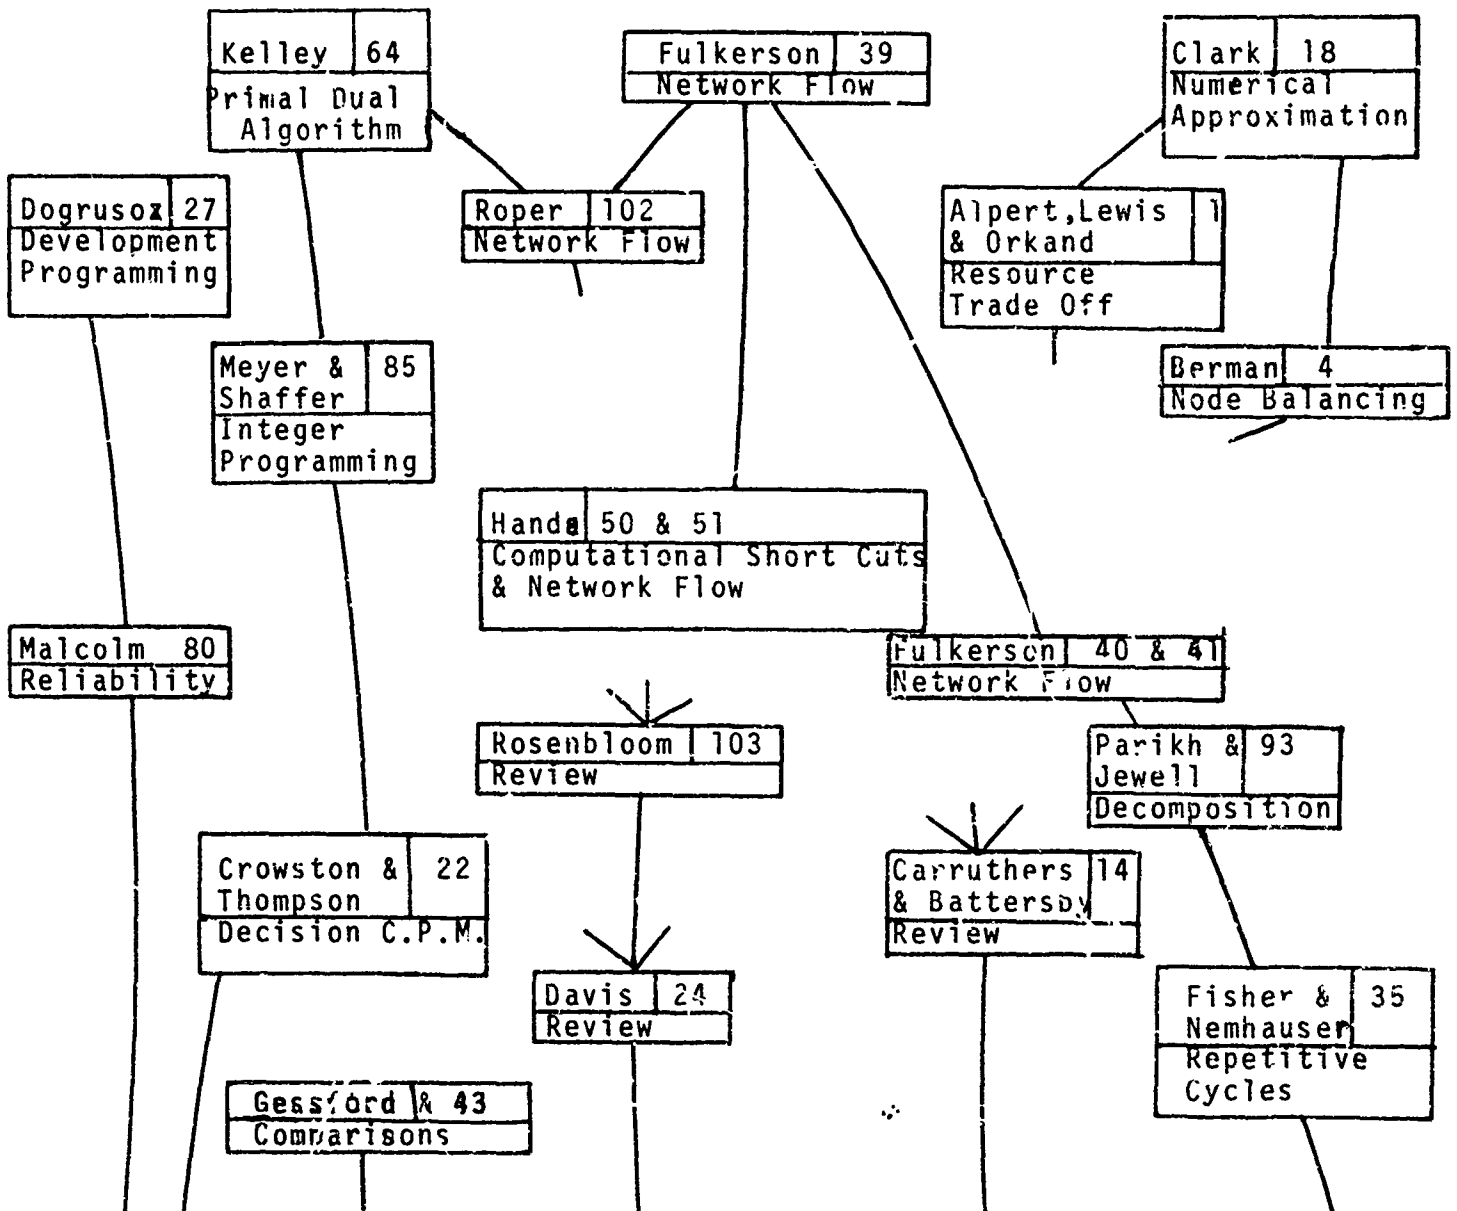 Kelley 64
Primal Dual
Algorithm
Fulkerson 39
Network Flow
Clark 18
Numerical
Approximation
Dogrusoz 27
Development
Programming
Roper 102
Network Flow
Alpert,Lewis 1
& Orkand
Resource
Trade Off
Meyer & 85
Shaffer
Integer
Programming
Berman 4
Node Balancing
50 & 51
Computational Short Cuts
& Network Flow
Malcolm 80
Reliability
Fulkerson 40 & 41
Network Flow
Rosenbloom 103
Review
Parikh & 93
Jewell
Decomposition
Crowston & 22
Thompson
Decision C.P.M.
Carruthers 14
& Battersby
Review
Davis 24
Review
Fisher & 35
Nemhauser
Repetitive
Cycles
Gessford & 43
Comparisons